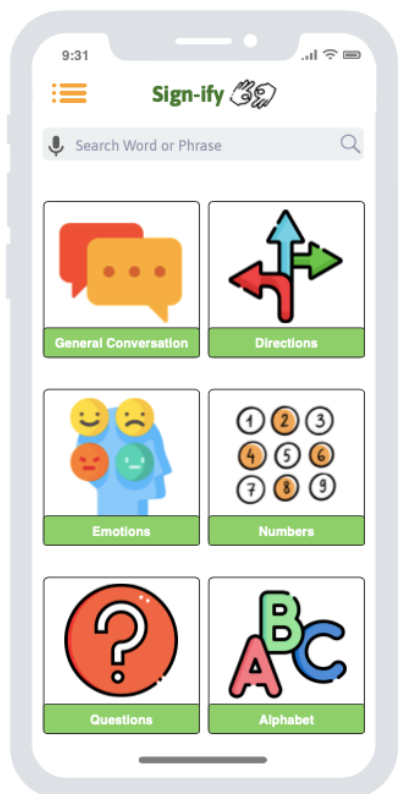 9:31
Sign-ify
Search Word or Phrase
General Conversation
Directions
Emotions
1 2 3
4 5 6
7 8 9
Numbers
?
Questions
ABC
Alphabet